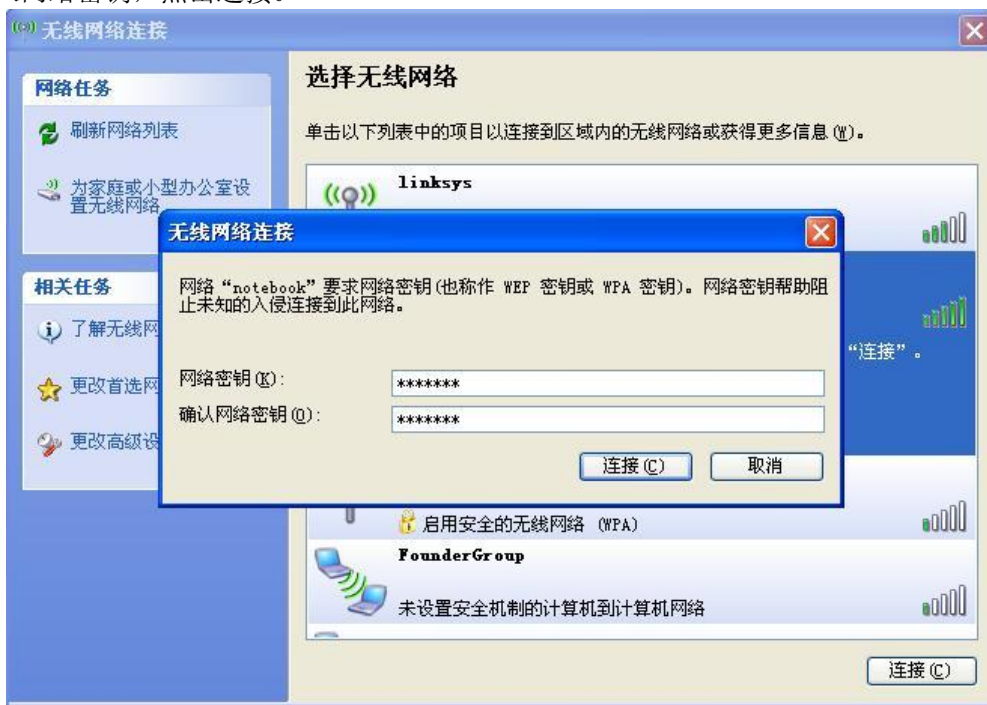 网络密钥，点击连接。
无线网络连接
网络任务
刷新网络列表
为家庭或小型办公室设
置无线网络
相关任务
了解无线网
更改首选网
更改高级设
选择无线网络
单击以下列表中的项目以连接到区域内的无线网络或获得更多信息(W)。
linksys
“连接”。
无线网络连接
网络“notebook”要求网络密钥(也称作 WEP 密钥或 WPA 密钥)。网络密钥帮助阻
止未知的入侵连接到此网络。
网络密钥(K):
*******
确认网络密钥(O):
*******
连接(C)
取消
启用安全的无线网络 (WPA)
FounderGroup
未设置安全机制的计算机到计算机网络
连接(C)